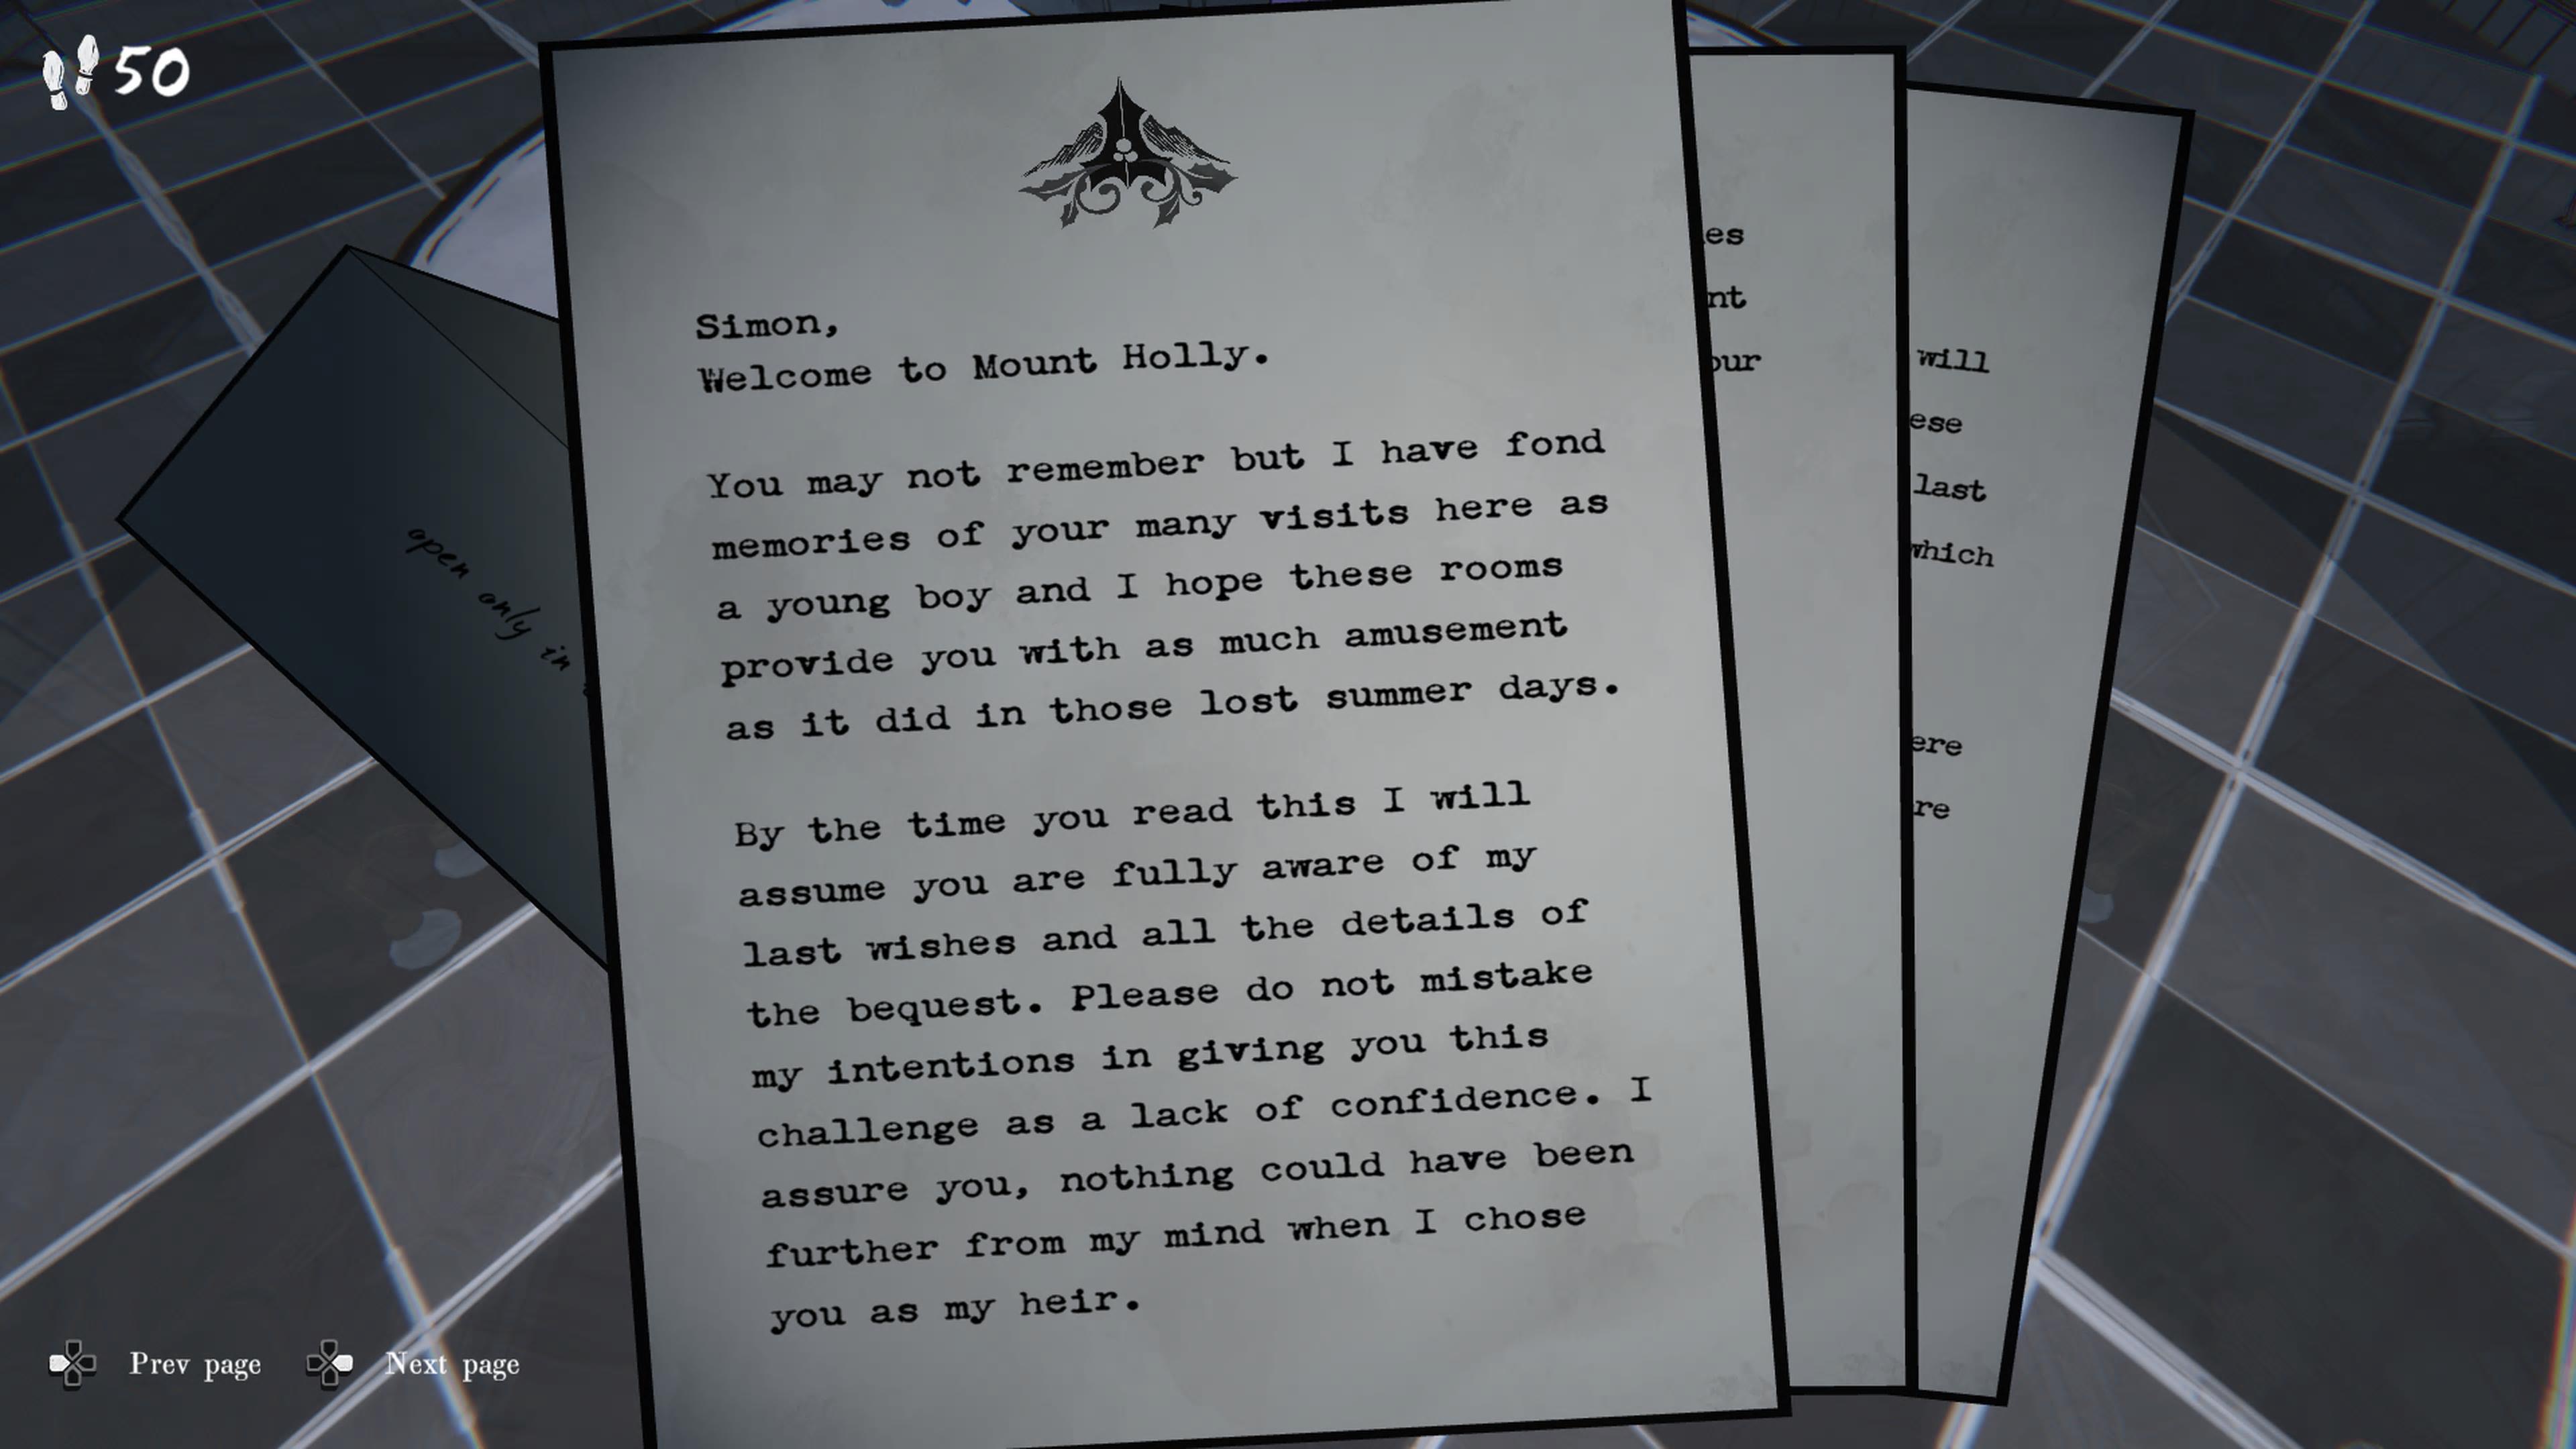 50
Simon,
Welcome to Mount Holly.
You may not remember but I have fond
memories of your many visits here as
a young boy and I hope these rooms
provide you with as much amusement
as it did in those lost summer days.
By the time you read this I will
assume you are fully aware of my
last wishes and all the details of
the bequest. Please do not mistake
my intentions in giving you this
challenge as a lack of confidence. I
assure you, nothing could have been
further from my mind when I chose
you as my heir.
open only in
es
nt
our
will
ese
last
which
ere
re
Prev page
Next page